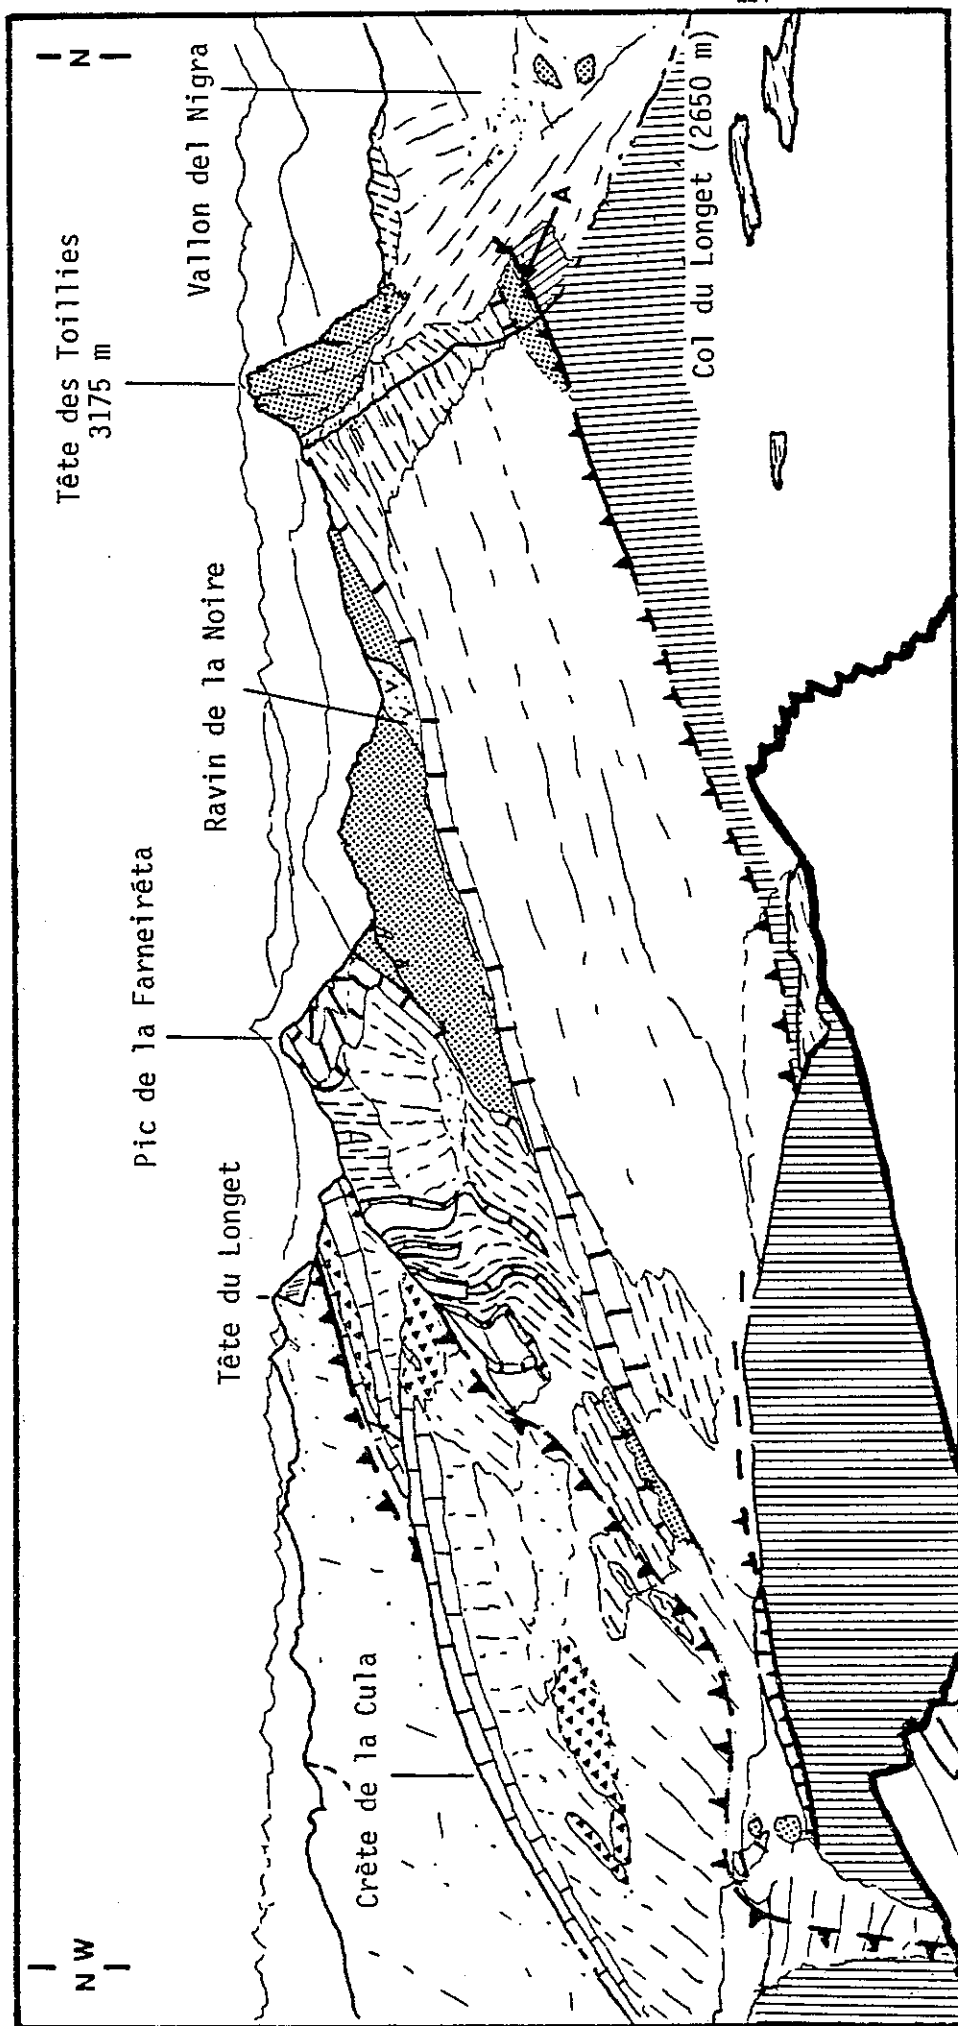 NW
N
Tête des Toillies
3175 m
Vallon del Nigra
Ravin de la Noire
Pic de la Farneirêta
Tête du Longet
Crête de la Cula
A
Col du Longet (2650 m)